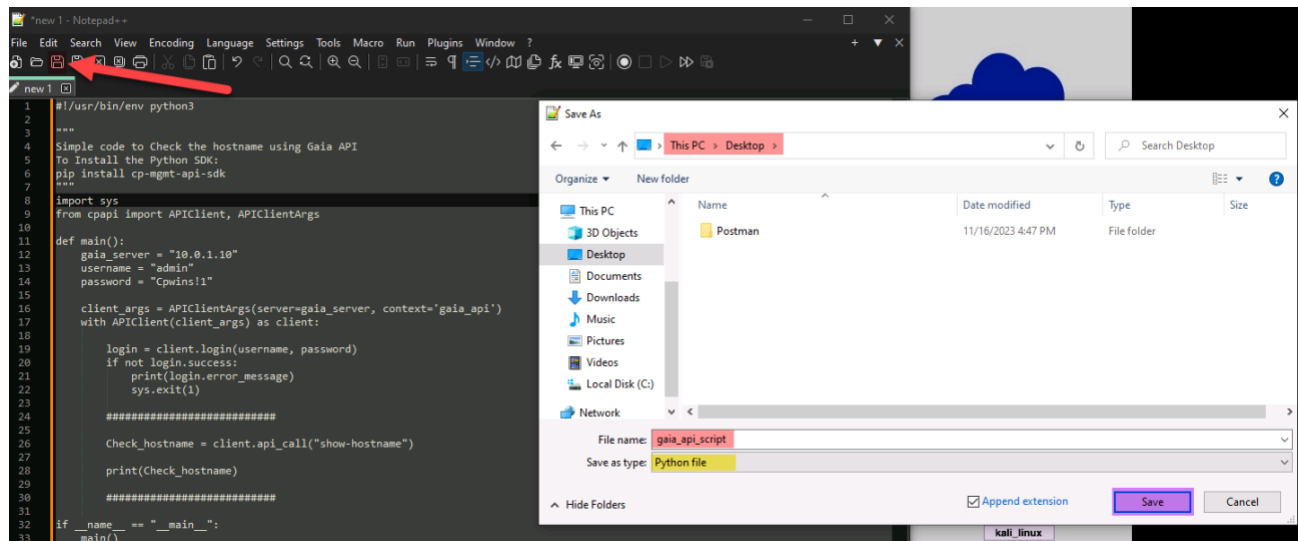 *new 1 - Notepad++
File Edit Search View Encoding Language Settings Tools Macro Run Plugins Window ?
new 1
1 #!/usr/bin/env python3
2
3 """
4 Simple code to Check the hostname using Gaia API
5 To Install the Python SDK:
6 pip install cp-mgmt-api-sdk
7 """
8 import sys
9 from cpapi import APIClient, APIClientArgs
10
11 def main():
12 gaia_server = "10.0.1.10"
13 username = "admin"
14 password = "Cpwins!1"
15
16 client_args = APIClientArgs(server=gaia_server, context='gaia_api')
17 with APIClient(client_args) as client:
18
19 login = client.login(username, password)
20 if not login.success:
21 print(login.error_message)
22 sys.exit(1)
23
24 ###########################
25
26 Check_hostname = client.api_call("show-hostname")
27
28 print(Check_hostname)
29
30 ###########################
31
32 if __name__ == "__main__":
33 main()
Save As
This PC > Desktop >
Search Desktop
Organize
New folder
Name
Date modified
Type
Size
This PC
3D Objects
Desktop
Documents
Downloads
Music
Pictures
Videos
Local Disk (C:)
Network
Postman
11/16/2023 4:47 PM
File folder
File name: gaia_api_script
Save as type: Python file
Hide Folders
Append extension
Save
Cancel
kali_linux